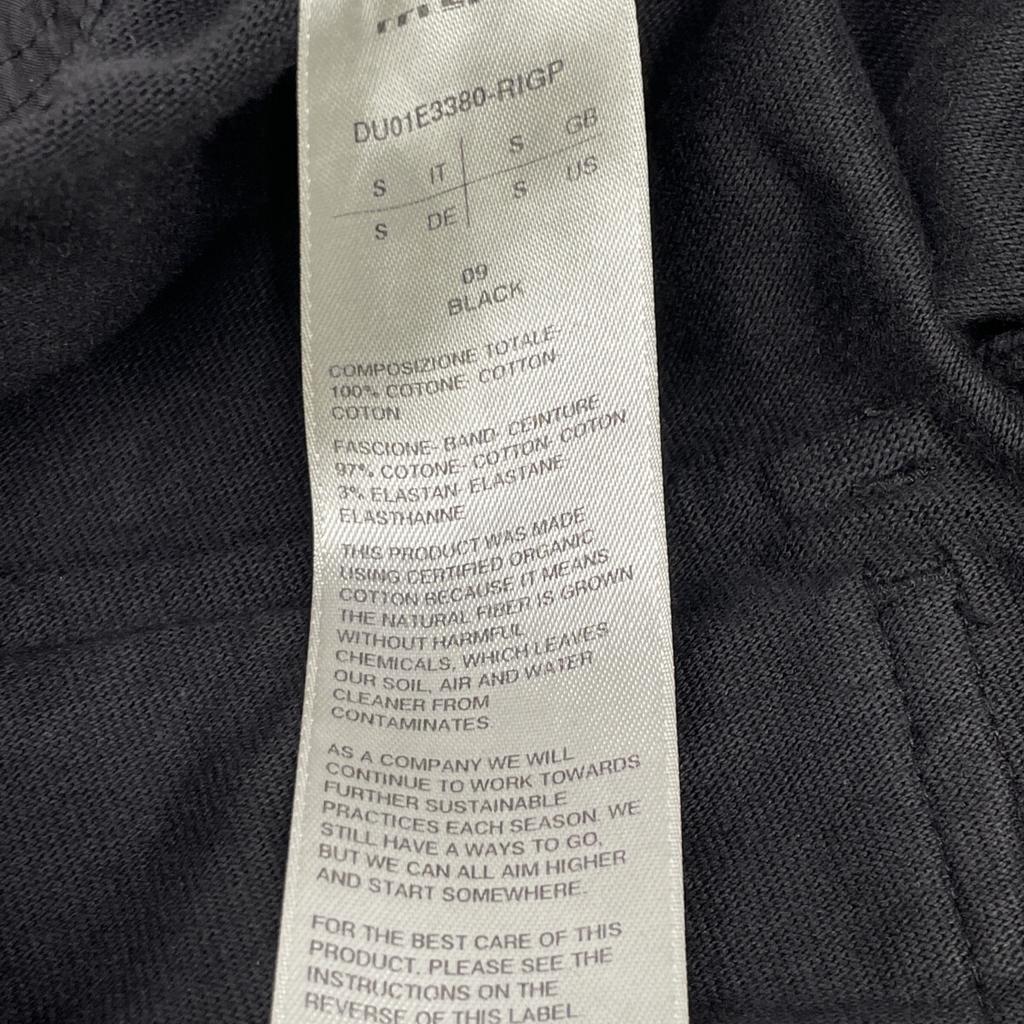 DU01E3380-RIGP
S IT S GB
S DE S US
09
BLACK
COMPOSIZIONE TOTALE-
100% COTONE- COTTON-
COTON
FASCIONE- BAND- CEINTURE
97% COTONE- COTTON- COTON
3% ELASTAN- ELASTANE
ELASTHANNE
THIS PRODUCT WAS MADE
USING CERTIFIED ORGANIC
COTTON BECAUSE IT MEANS
THE NATURAL FIBER IS GROWN
WITHOUT HARMFUL
CHEMICALS, WHICH LEAVES
OUR SOIL, AIR AND WATER
CLEANER FROM
CONTAMINATES
AS A COMPANY WE WILL
CONTINUE TO WORK TOWARDS
FURTHER SUSTAINABLE
PRACTICES EACH SEASON. WE
STILL HAVE A WAYS TO GO,
BUT WE CAN ALL AIM HIGHER
AND START SOMEWHERE.
FOR THE BEST CARE OF THIS
PRODUCT, PLEASE SEE THE
INSTRUCTIONS ON THE
REVERSE OF THIS LABEL